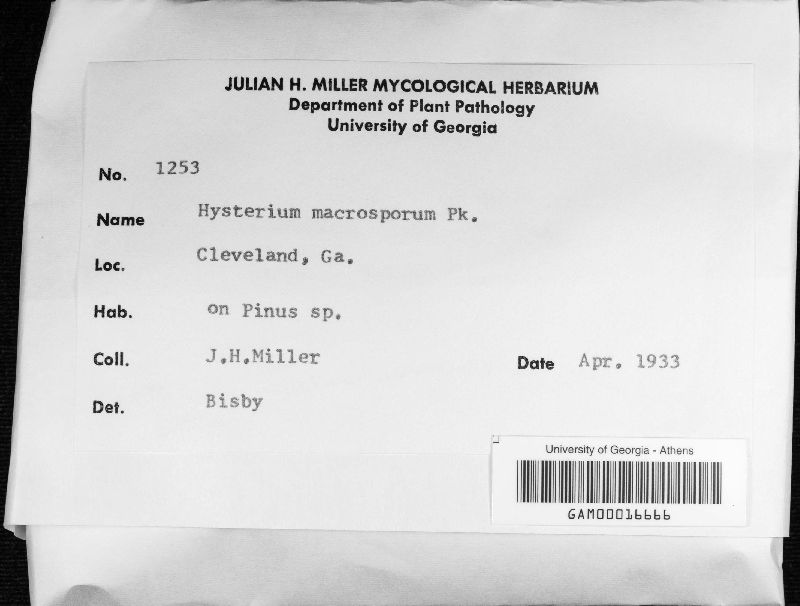 JULIAN H. MILLER MYCOLOGICAL HERBARIUM
Department of Plant Pathology
University of Georgia
No. 1253
Name Hysterium macrosporum Pk.
Loc. Cleveland, Ga.
Hab. on Pinus sp.
Coll. J.H.Miller Date Apr. 1933
Det. Bisby
University of Georgia - Athens
GAM00016666